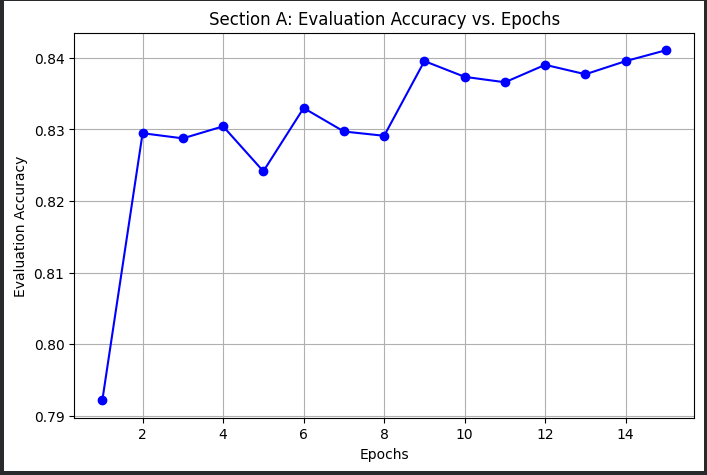 Section A: Evaluation Accuracy vs. Epochs
0.84
0.83
0.82
0.81
0.80
0.79
Evaluation Accuracy
2 4 6 8 10 12 14
Epochs